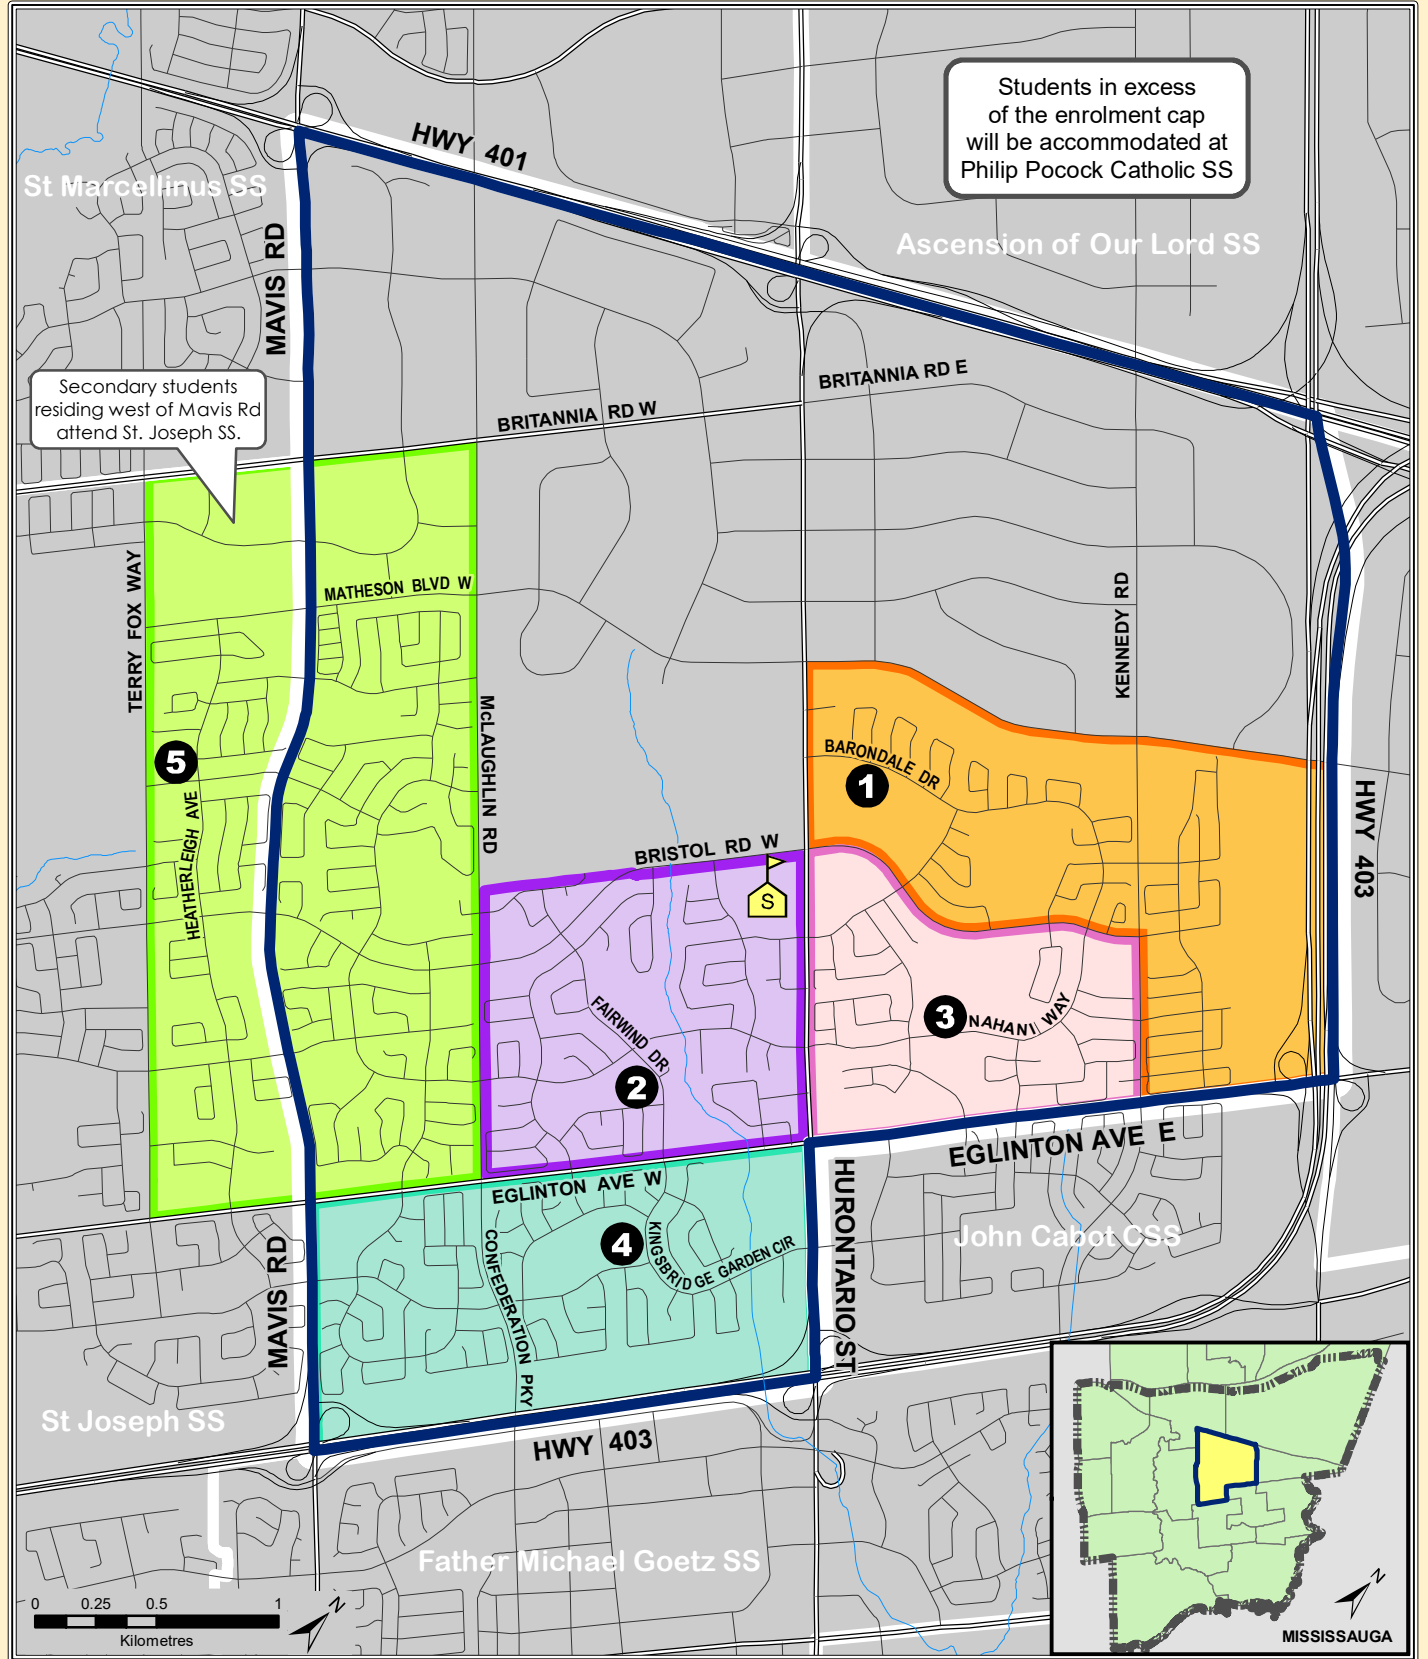 Students in excess
of the enrolment cap
will be accommodated at
Philip Pocock Catholic SS
HWY 401
St Marcellinus SS
Ascension of Our Lord SS
MAVIS RD
BRITANNIA RD E
Secondary students
residing west of Mavis Rd
attend St. Joseph SS.
BRITANNIA RD W
TERRY FOX WAY
MATHESON BLVD W
KENNEDY RD
McLAUGHLIN RD
5
BARONDALE DR
1
HWY 403
HEATHERLEIGH AVE
BRISTOL RD W
S
FAIRWIND DR
3
NAHANI WAY
2
EGLINTON AVE E
EGLINTON AVE W
HURONTARIO ST
4
KINGSBRIDGE GARDEN CIR
John Cabot CSS
CONFEDERATION PKY
MAVIS RD
St Joseph SS
HWY 403
Father Michael Goetz SS
0 0.25 0.5 1
Kilometres
N
N
MISSISSAUGA